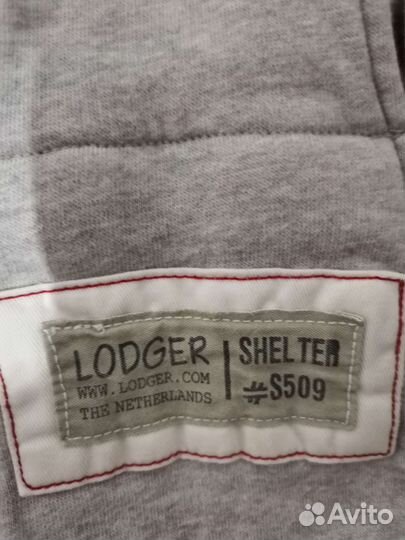 LODGER | SHELTER
WWW.LODGER.COM
THE NETHERLANDS
#S509
Avito